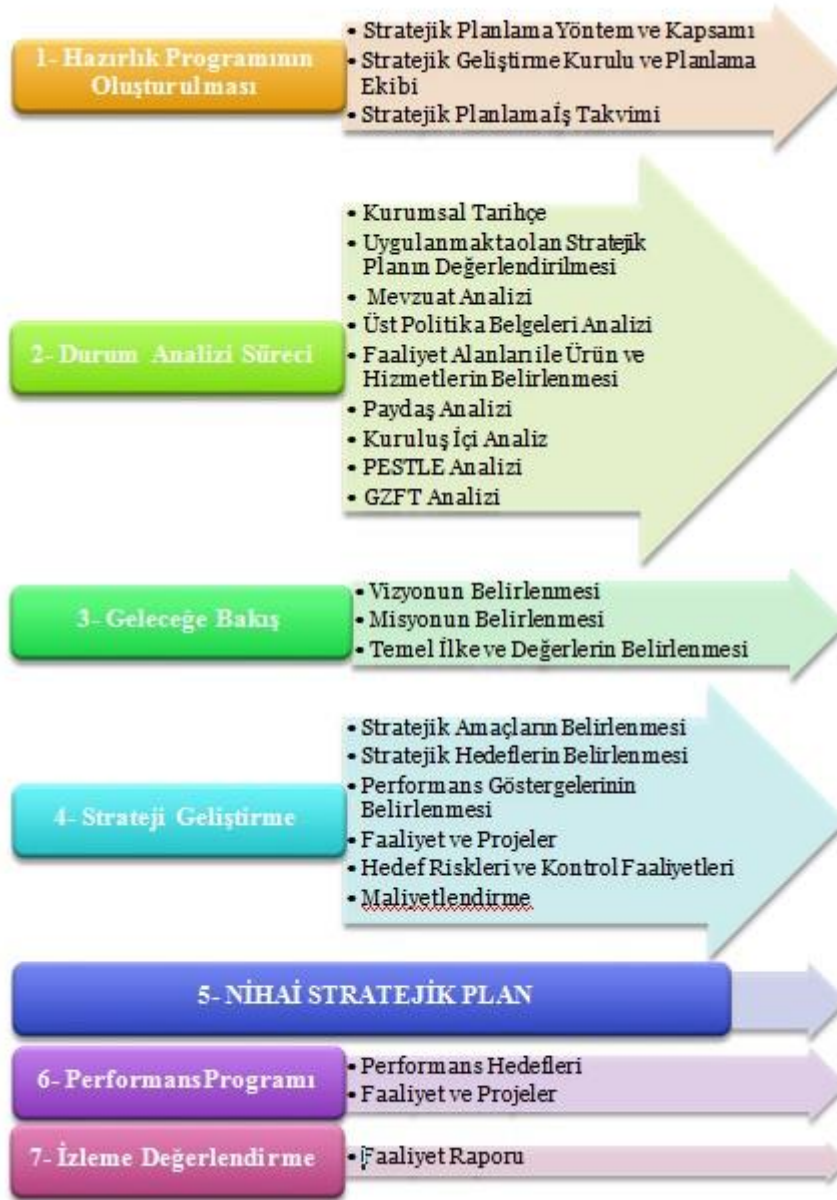 1- Hazırlık Programının
Oluşturulması
• Stratejik Planlama Yöntem ve Kapsamı
• Stratejik Geliştirme Kurulu ve Planlama
Ekibi
• Stratejik Planlama İş Takvimi
2- Durum Analizi Süreci
• Kurumsal Tarihçe
• Uygulanmakta olan Stratejik
Planın Değerlendirilmesi
• Mevzuat Analizi
• Üst Politika Belgeleri Analizi
• Faaliyet Alanları ile Ürün ve
Hizmetlerin Belirlenmesi
• Paydaş Analizi
• Kuruluş İçi Analiz
• PESTLE Analizi
• GZFT Analizi
3- Geleceğe Bakış
• Vizyonun Belirlenmesi
• Misyonun Belirlenmesi
• Temel İlke ve Değerlerin Belirlenmesi
4- Strateji Geliştirme
• Stratejik Amaçların Belirlenmesi
• Stratejik Hedeflerin Belirlenmesi
• Performans Göstergelerinin
Belirlenmesi
• Faaliyet ve Projeler
• Hedef Riskleri ve Kontrol Faaliyetleri
• Maliyetlendirme
5- NİHAİ STRATEJİK PLAN
6- Performans Programı
• Performans Hedefleri
• Faaliyet ve Projeler
7- İzleme Değerlendirme
• Faaliyet Raporu